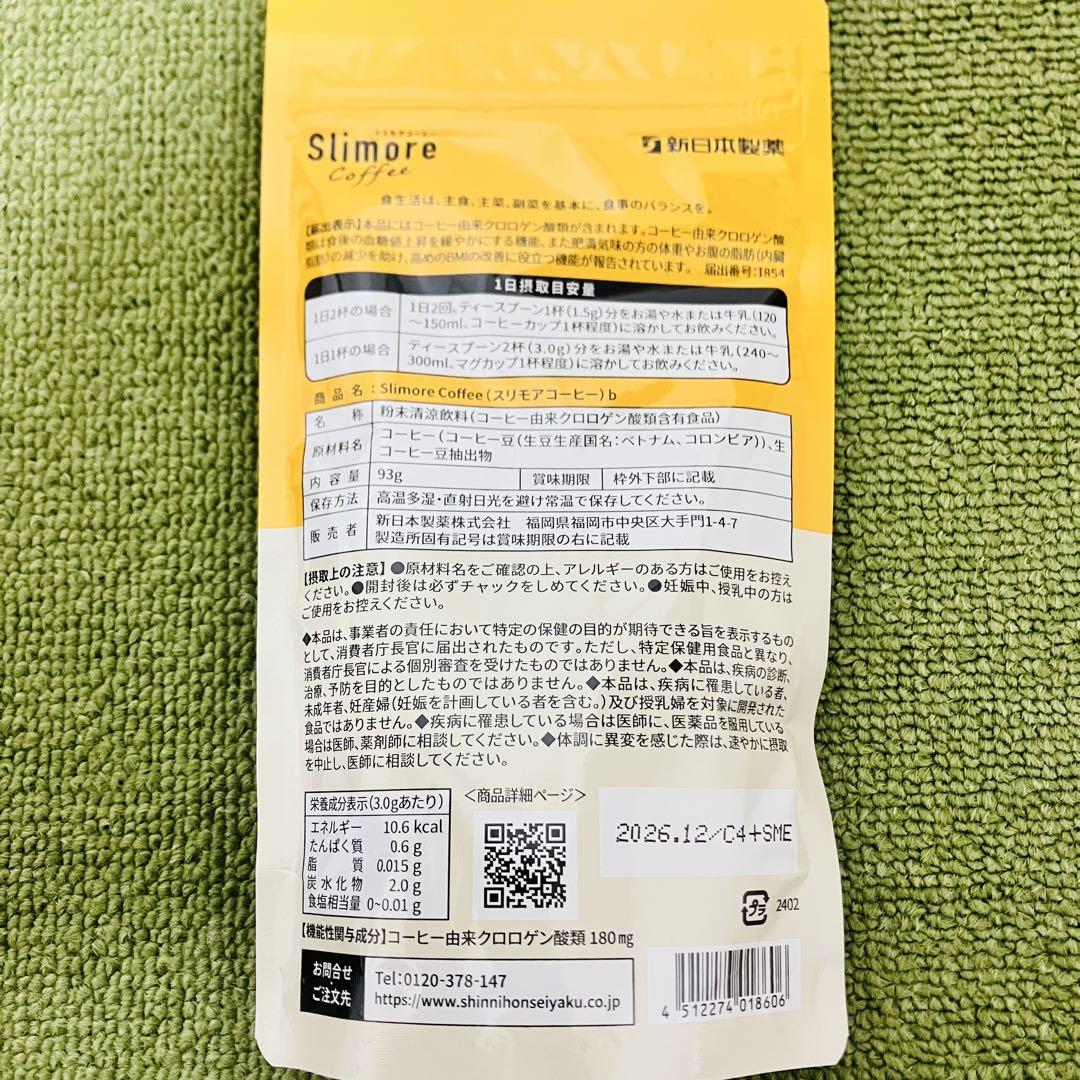 スリモアコーヒー
Slimore
Coffee
新日本製薬
食生活は、主食、主菜、副菜を基本に、食事のバランスを。
【届出表示】本品にはコーヒー由来クロロゲン酸類が含まれます。コーヒー由来クロロゲン酸
類は食後の血糖値上昇を緩やかにする機能、また肥満気味の方の体重やお腹の脂肪(内臓
脂肪)の減少を助け、高めのBMIの改善に役立つ機能が報告されています。 届出番号:I854
1日摂取目安量
1日2杯の場合 1日2回、ティースプーン1杯(1.5g)分をお湯や水または牛乳(120
~150ml、コーヒーカップ1杯程度)に溶かしてお飲みください。
1日1杯の場合 ティースプーン2杯(3.0g)分をお湯や水または牛乳(240~
300ml、マグカップ1杯程度)に溶かしてお飲みください。
商品名:Slimore Coffee(スリモアコーヒー)b
名称 粉末清涼飲料(コーヒー由来クロロゲン酸類含有食品)
原材料名 コーヒー(コーヒー豆(生豆生産国名:ベトナム、コロンビア))、生
コーヒー豆抽出物
内容量 93g 賞味期限 枠外下部に記載
保存方法 高温多湿・直射日光を避け常温で保存してください。
販売者 新日本製薬株式会社 福岡県福岡市中央区大手門1-4-7
製造所固有記号は賞味期限の右に記載
【摂取上の注意】●原材料名をご確認の上、アレルギーのある方はご使用をお控え
ください。●開封後は必ずチャックをしめてください。●妊娠中、授乳中の方は
ご使用をお控えください。
◆本品は、事業者の責任において特定の保健の目的が期待できる旨を表示するもの
として、消費者庁長官に届出されたものです。ただし、特定保健用食品と異なり、
消費者庁長官による個別審査を受けたものではありません。◆本品は、疾病の診断、
治療、予防を目的としたものではありません。◆本品は、疾病に罹患している者、
未成年者、妊産婦(妊娠を計画している者を含む。)及び授乳婦を対象に開発された
食品ではありません。◆疾病に罹患している場合は医師に、医薬品を服用している
場合は医師、薬剤師に相談してください。◆体調に異変を感じた際は、速やかに摂取
を中止し、医師に相談してください。
栄養成分表示(3.0gあたり)
エネルギー 10.6 kcal
たんぱく質 0.6 g
脂質 0.015 g
炭水化物 2.0 g
食塩相当量 0~0.01 g
<商品詳細ページ>
2026.12/C4+SME
プラ
2402
【機能性関与成分】コーヒー由来クロロゲン酸類 180mg
お問合せ・ご注文先
Tel:0120-378-147
https://www.shinnihonseiyaku.co.jp
4 512274 018606